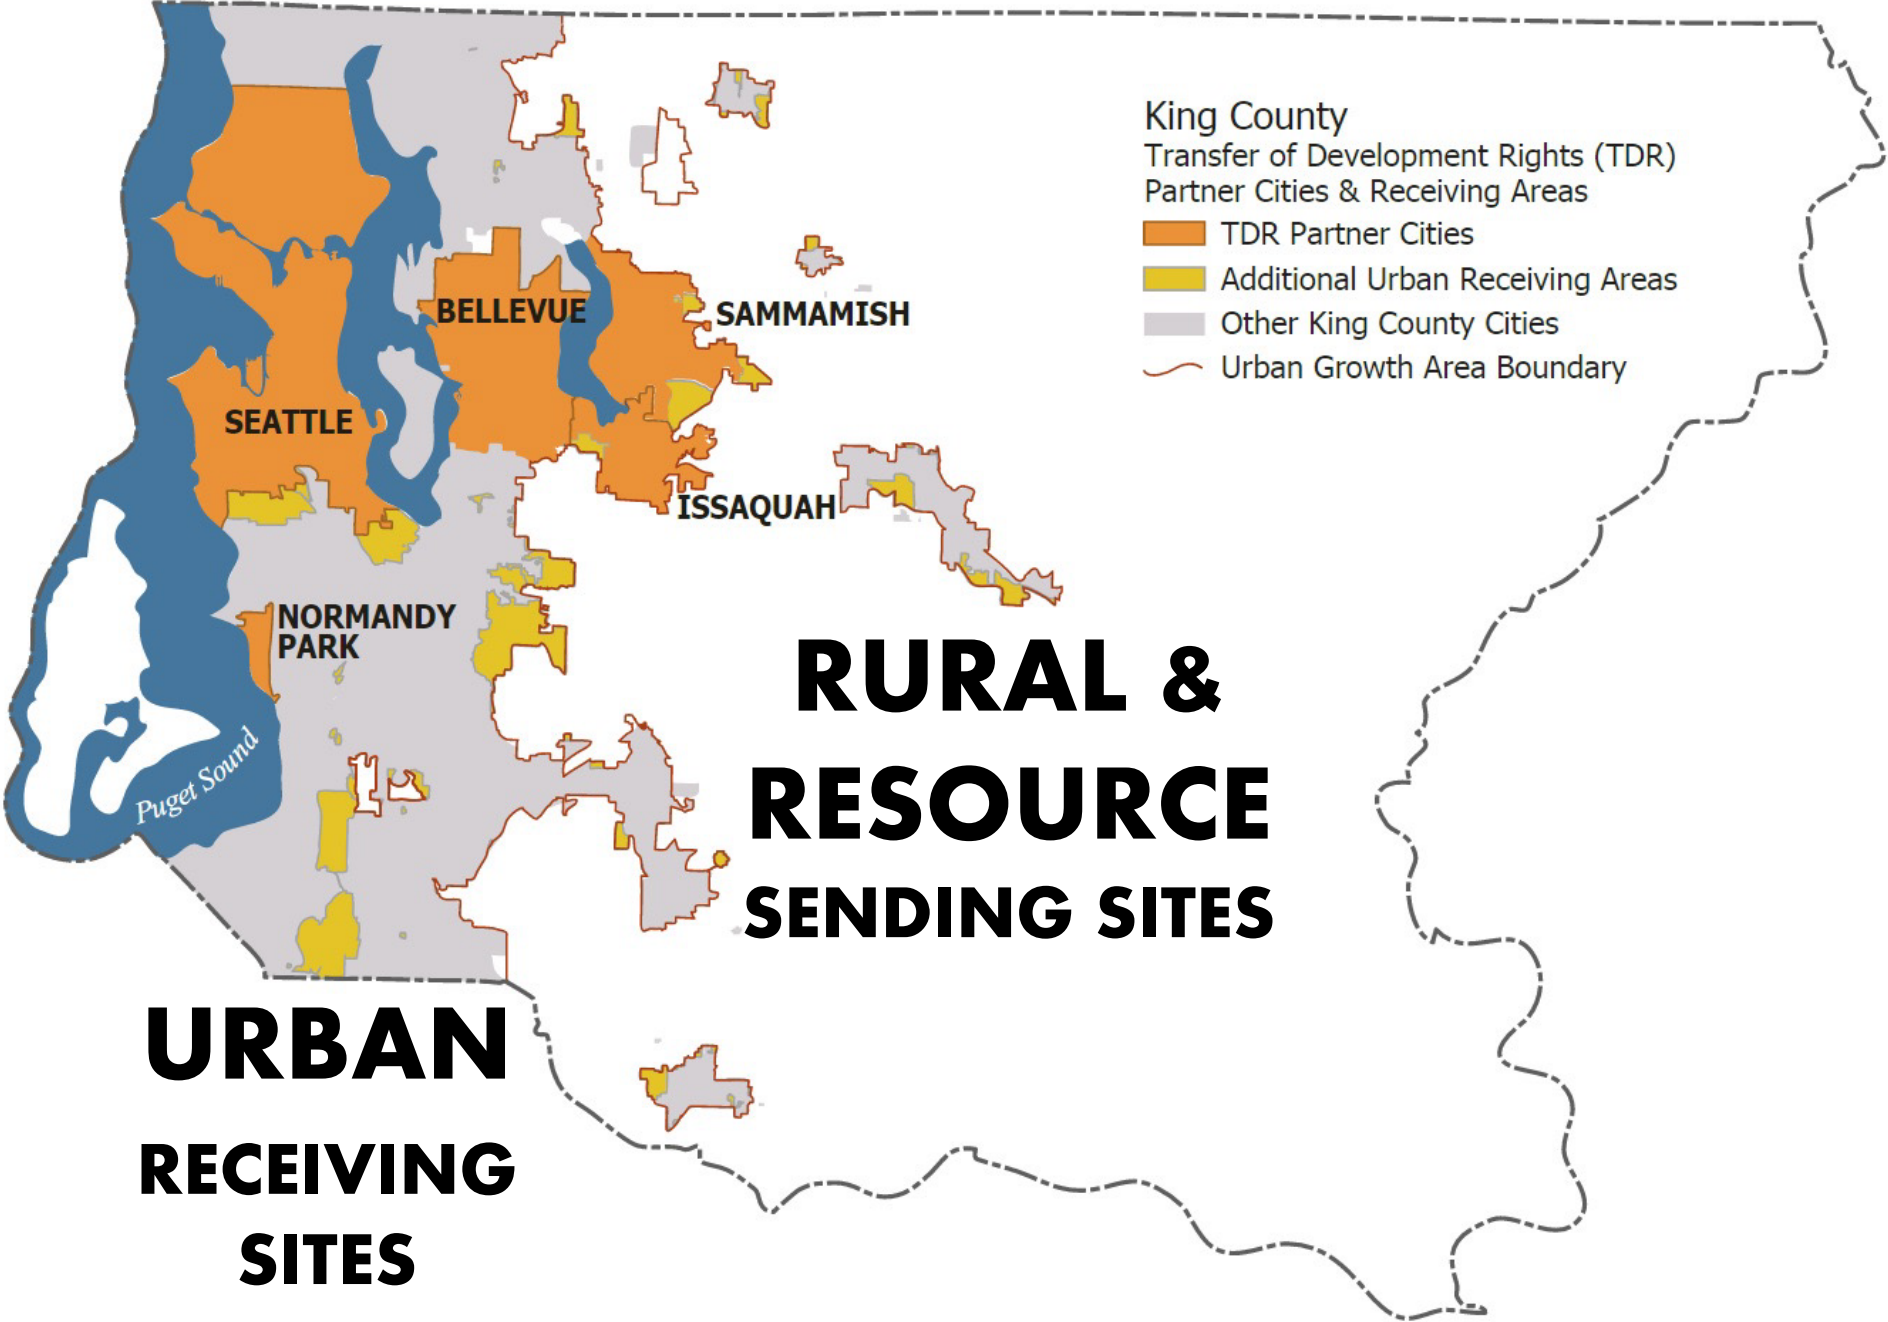 King County
Transfer of Development Rights (TDR)
Partner Cities & Receiving Areas
TDR Partner Cities
Additional Urban Receiving Areas
Other King County Cities
Urban Growth Area Boundary
BELLEVUE
SAMMAMISH
SEATTLE
ISSAQUAH
NORMANDY
PARK
Puget Sound
RURAL &
RESOURCE
SENDING SITES
URBAN
RECEIVING
SITES